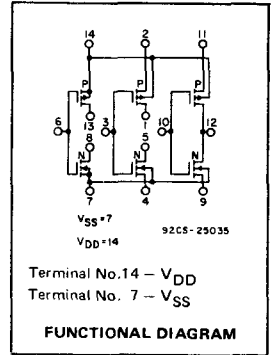 14 2 11
P P P
6 13 3 1 10 12
8 5
N N N
7 4 9
VSS=7 92CS-25035
VDD=14
Terminal No.14 – VDD
Terminal No. 7 – VSS
FUNCTIONAL DIAGRAM